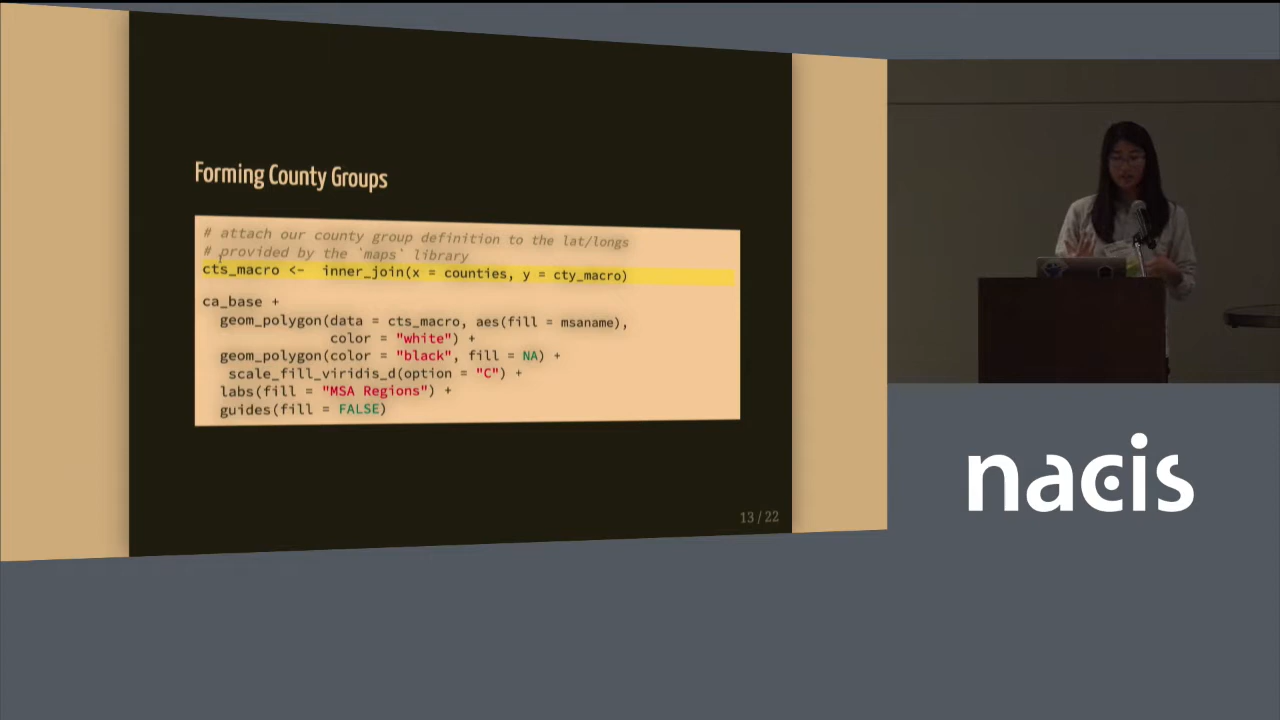 Forming County Groups
# attach our county group definition to the lat/longs
# provided by the `maps` library
cts_macro <-  inner_join(x = counties, y = cty_macro)
ca_base +
  geom_polygon(data = cts_macro, aes(fill = msaname),
               color = "white") +
  geom_polygon(color = "black", fill = NA) +
   scale_fill_viridis_d(option = "C") +
  labs(fill = "MSA Regions") +
  guides(fill = FALSE)
13 / 22
nacis